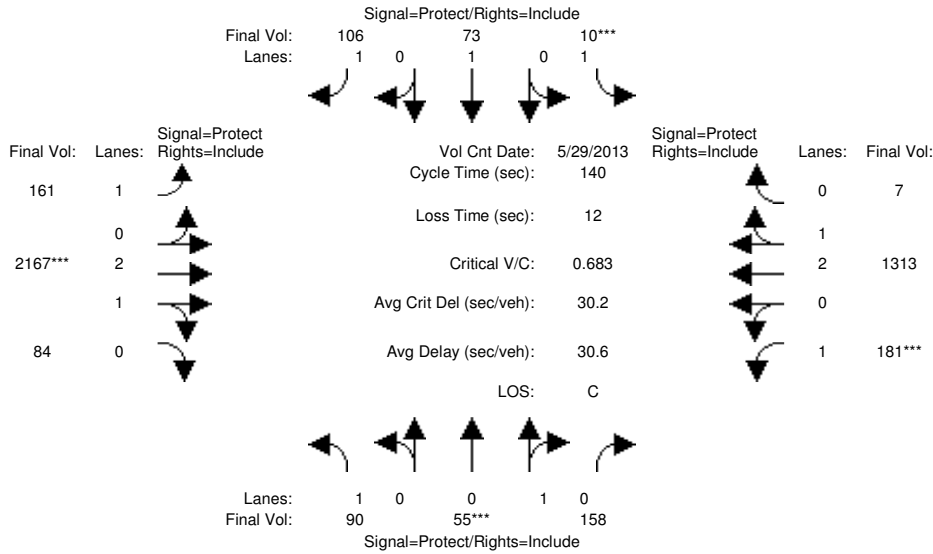 Signal=Protect/Rights=Include
Final Vol: 106 73 10***
Lanes: 1 0 1 0 1
Signal=Protect Signal=Protect
Final Vol: Lanes: Rights=Include Vol Cnt Date: 5/29/2013 Rights=Include Lanes: Final Vol:
Cycle Time (sec): 140
161 1 0 7
Loss Time (sec): 12
0 1
2167*** 2 Critical V/C: 0.683 2 1313
1 Avg Crit Del (sec/veh): 30.2 0
84 0 Avg Delay (sec/veh): 30.6 1 181***
LOS: C
Lanes: 1 0 0 1 0
Final Vol: 90 55*** 158
Signal=Protect/Rights=Include